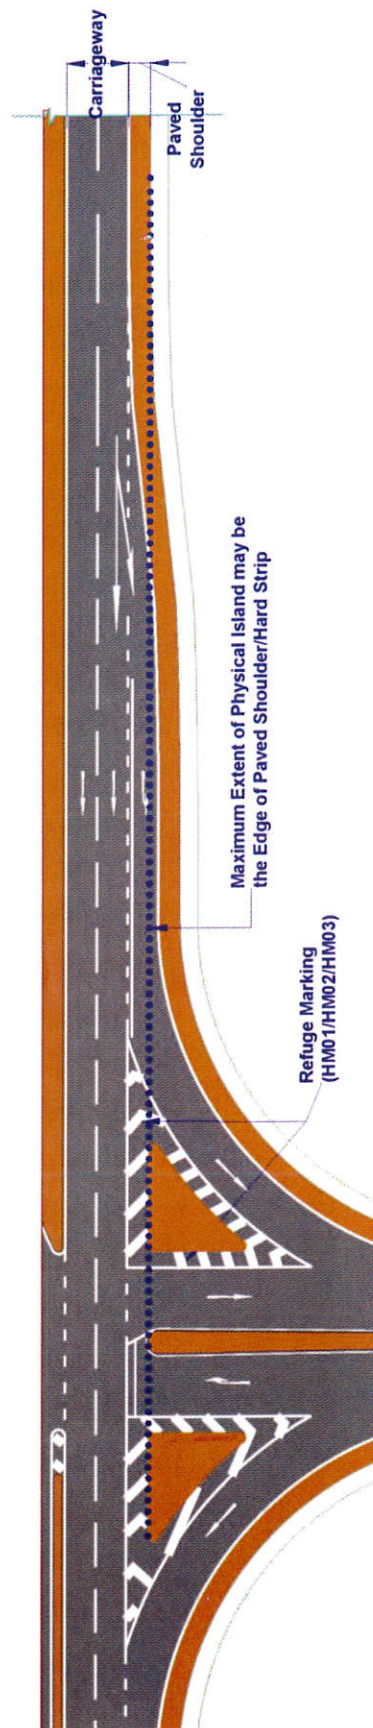 Carriageway
Paved
Shoulder
Maximum Extent of Physical Island may be
the Edge of Paved Shoulder/Hard Strip
Refuge Marking
(HM01/HM02/HM03)